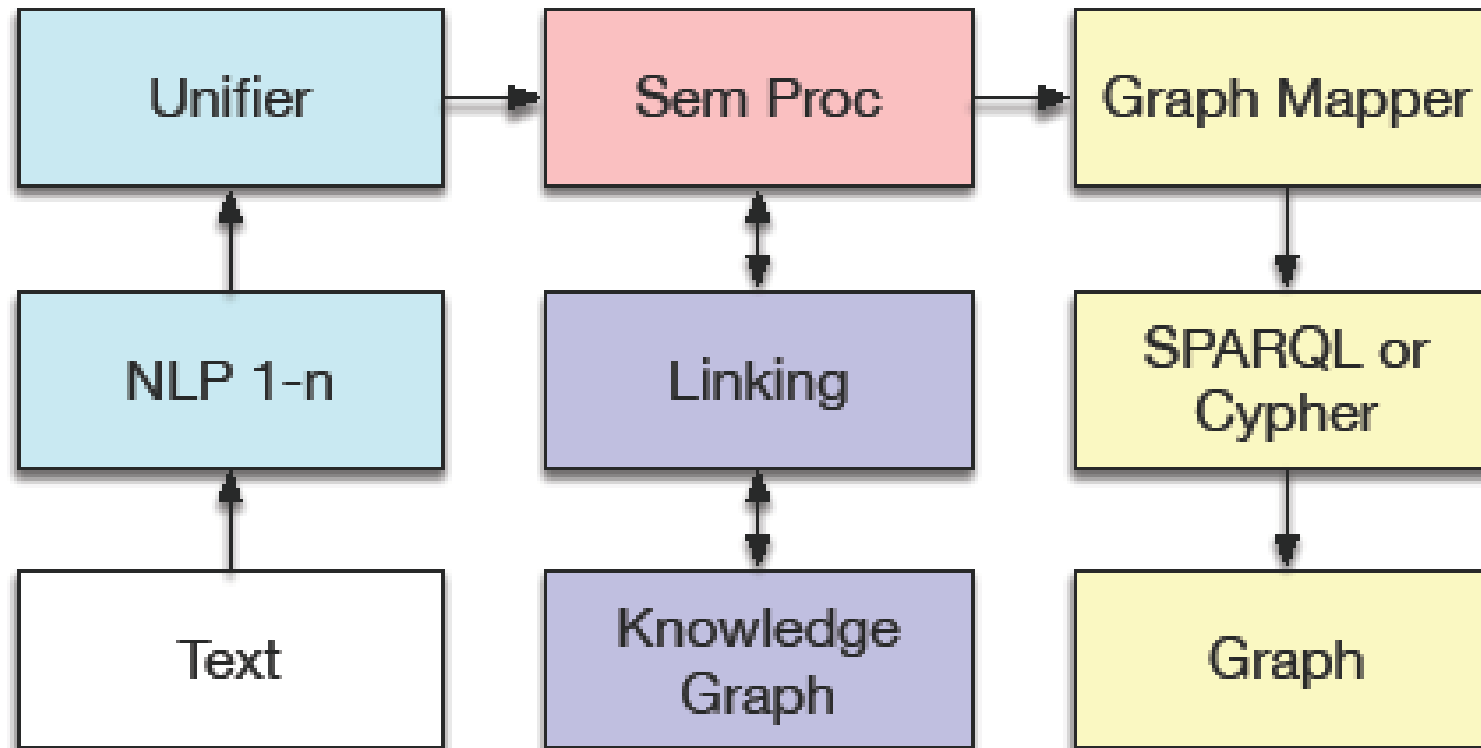 Unifier
Sem Proc
Graph Mapper
NLP 1-n
Linking
SPARQL or
Cypher
Text
Knowledge
Graph
Graph